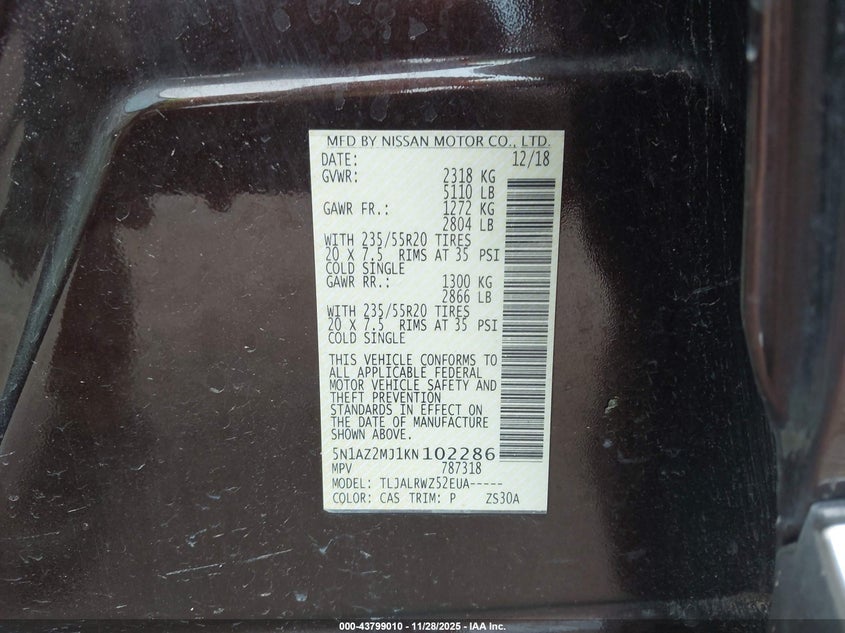 MFD BY NISSAN MOTOR CO., LTD.
DATE: 12/18
GVWR: 2318 KG
5110 LB
GAWR FR.: 1272 KG
2804 LB
WITH 235/55R20 TIRES
20 X 7.5 RIMS AT 35 PSI
COLD SINGLE
GAWR RR.: 1300 KG
2866 LB
WITH 235/55R20 TIRES
20 X 7.5 RIMS AT 35 PSI
COLD SINGLE
THIS VEHICLE CONFORMS TO
ALL APPLICABLE FEDERAL
MOTOR VEHICLE SAFETY AND
THEFT PREVENTION
STANDARDS IN EFFECT ON
THE DATE OF MANUFACTURE
SHOWN ABOVE.
5N1AZ2MJ1KN102286
MPV 787318
MODEL: TLJALRWZ52EUA-----
COLOR: CAS TRIM: P ZS30A
000-43799010 - 11/28/2025 - IAA Inc.